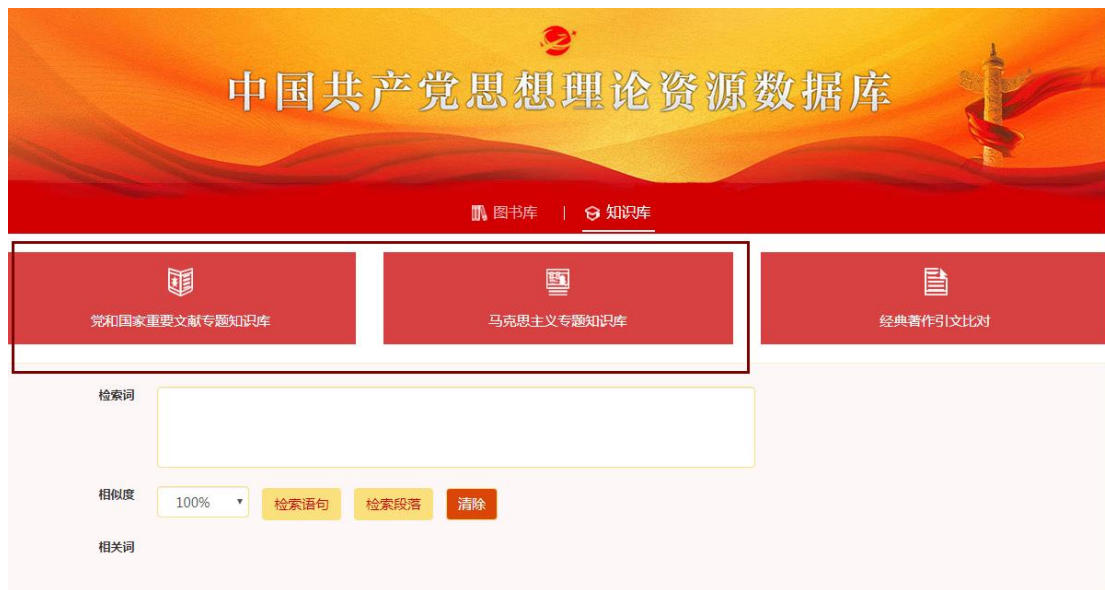 中国共产党思想理论资源数据库
图书库 | 知识库
党和国家重要文献专题知识库
马克思主义专题知识库
经典著作引文比对
检索词
相似度 100% 检索语句 检索段落 清除
相关词